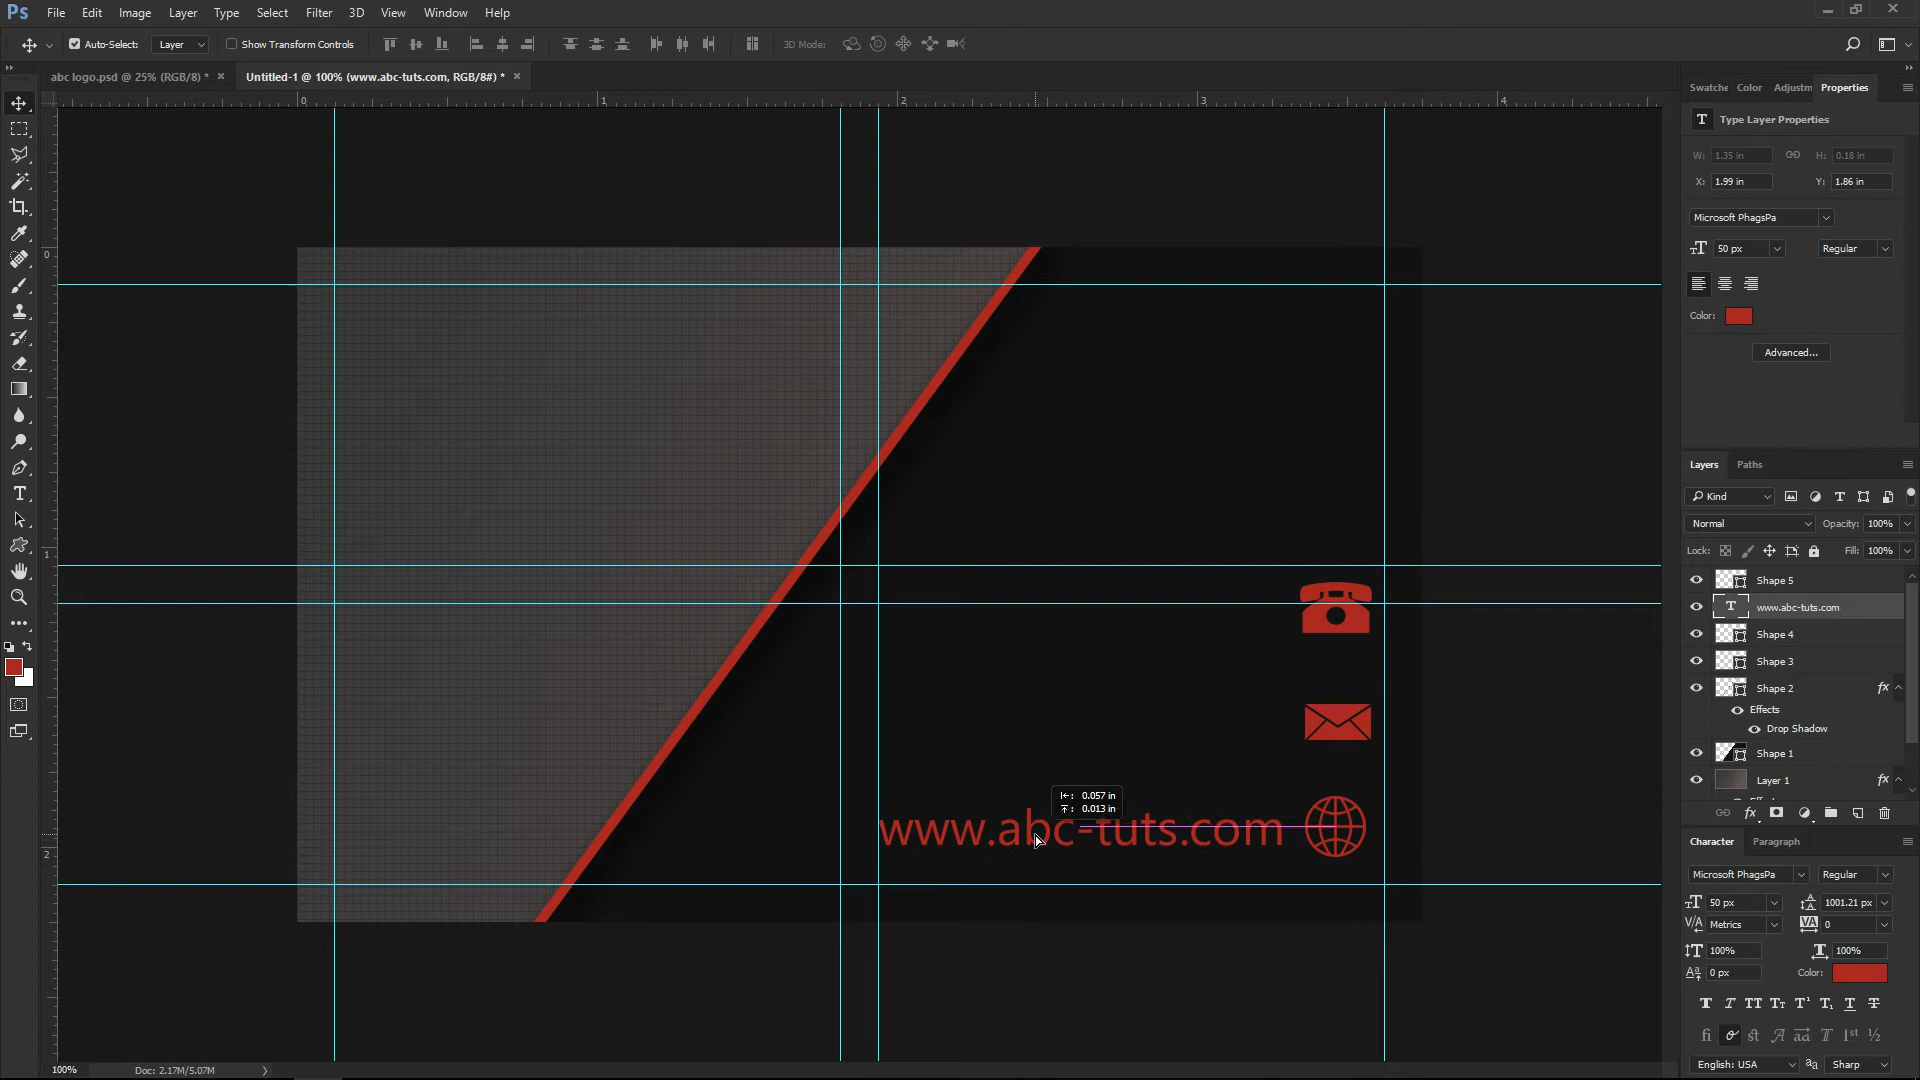 Ps File Edit Image Layer Type Select Filter 3D View Window Help
Auto-Select: Layer Show Transform Controls 3D Mode:
abc logo.psd @ 25% (RGB/8) * × Untitled-1 @ 100% (www.abc-tuts.com, RGB/8#) * ×
0 1 2 3 4
0
1
2
www.abc-tuts.com
0.057 in
0.013 in
100% Doc: 2.17M/5.07M
Swatche Color Adjustm Properties
T Type Layer Properties
W: 1.35 in H: 0.18 in
X: 1.99 in Y: 1.86 in
Microsoft PhagsPa
50 px Regular
Color:
Advanced...
Layers Paths
Kind
Normal Opacity: 100%
Lock: Fill: 100%
Shape 5
T www.abc-tuts.com
Shape 4
Shape 3
Shape 2 fx
Effects
Drop Shadow
Shape 1
Layer 1 fx
Character Paragraph
Microsoft PhagsPa Regular
50 px 1001.21 px
Metrics 0
100% 100%
0 px Color:
English: USA aa Sharp